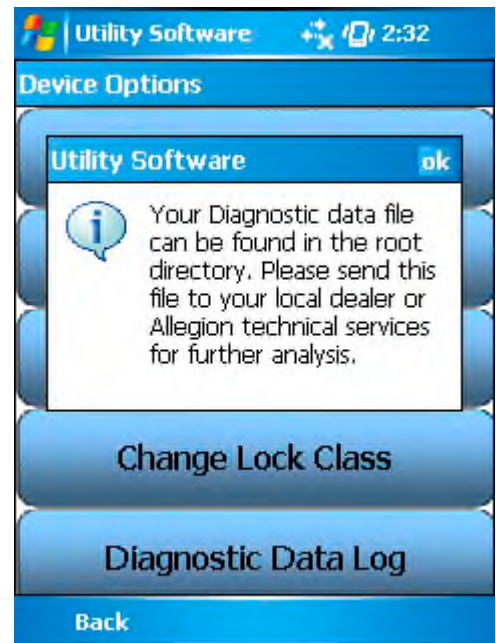 Utility Software 2:32
Device Options
Utility Software ok
Your Diagnostic data file
can be found in the root
directory. Please send this
file to your local dealer or
Allegion technical services
for further analysis.
Change Lock Class
Diagnostic Data Log
Back